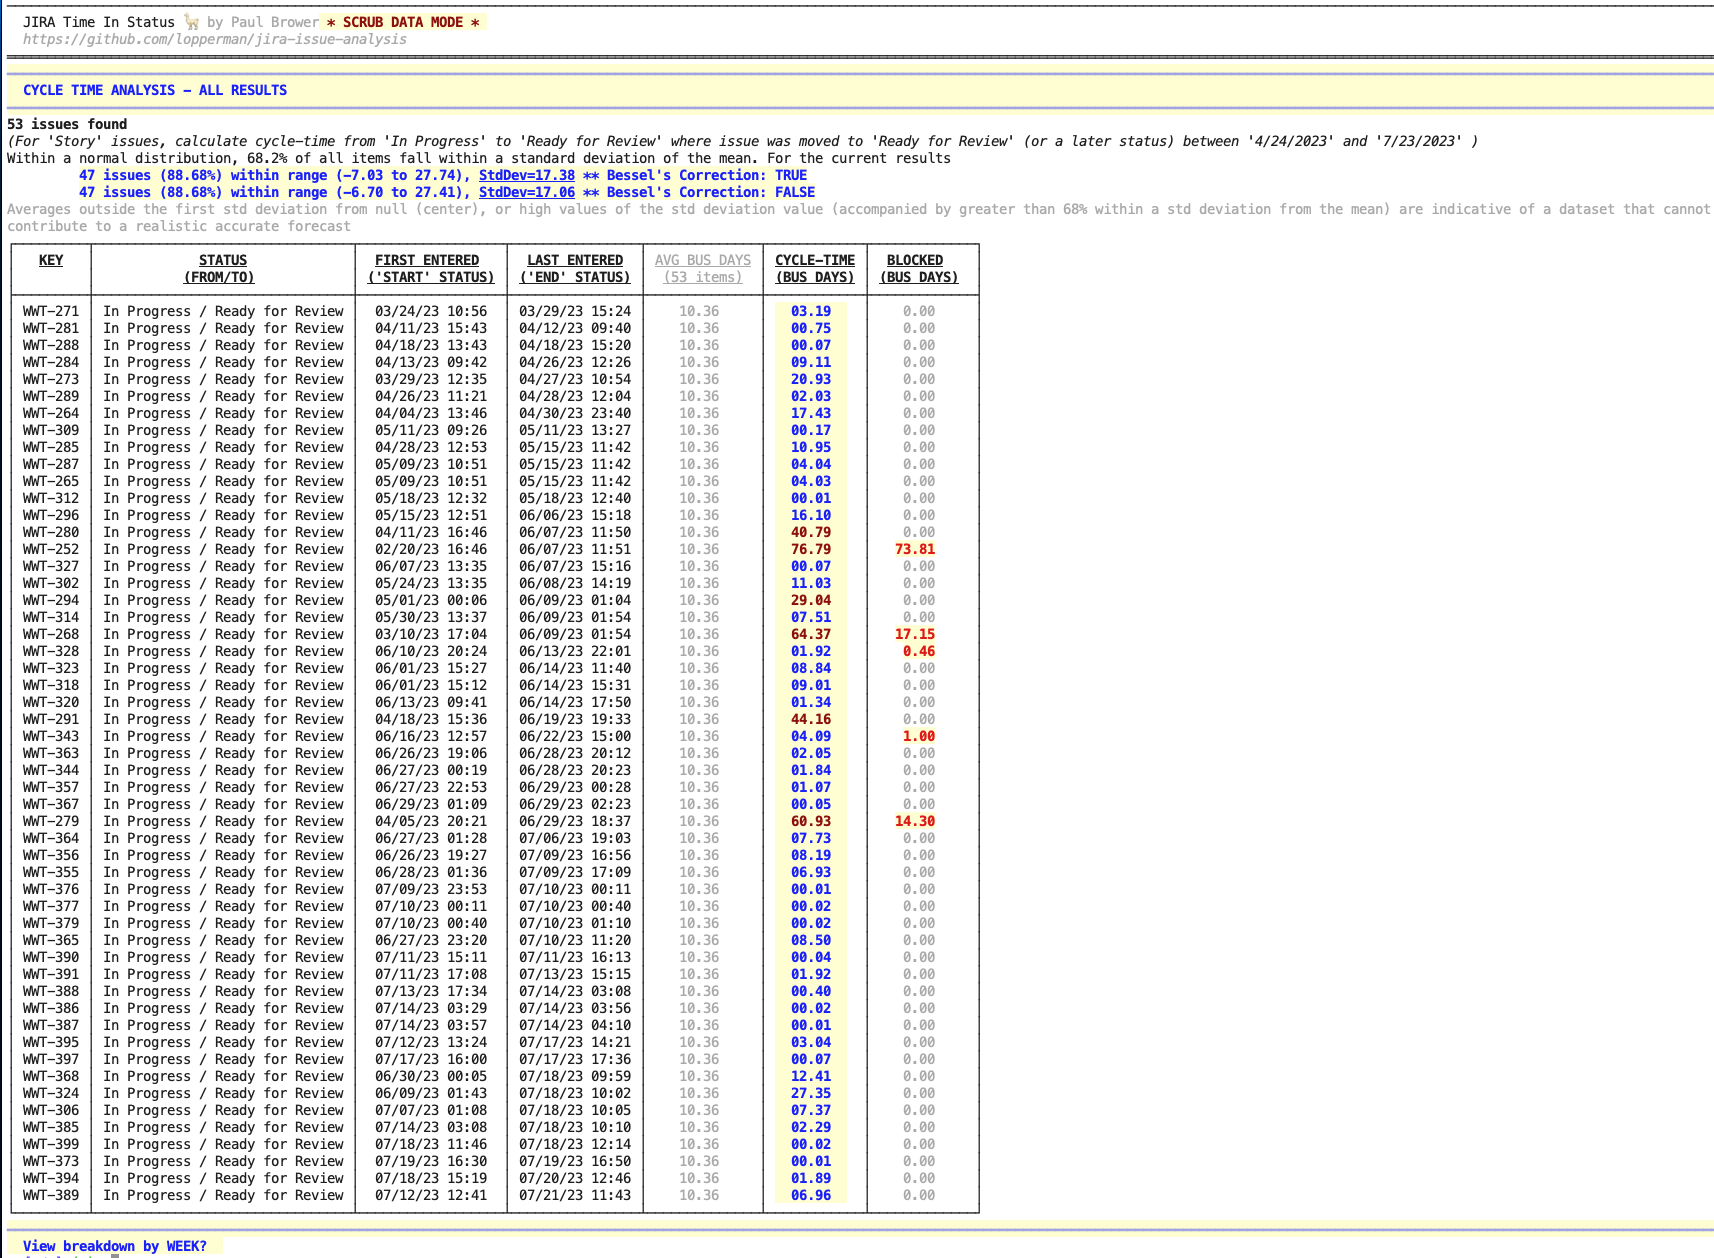 JIRA Time In Status 🦙 by Paul Brower * SCRUB DATA MODE *
https://github.com/lopperman/jira-issue-analysis
CYCLE TIME ANALYSIS - ALL RESULTS
53 issues found
(For 'Story' issues, calculate cycle-time from 'In Progress' to 'Ready for Review' where issue was moved to 'Ready for Review' (or a later status) between '4/24/2023' and '7/23/2023' )
Within a normal distribution, 68.2% of all items fall within a standard deviation of the mean. For the current results
47 issues (88.68%) within range (-7.03 to 27.74), StdDev=17.38 ** Bessel's Correction: TRUE
47 issues (88.68%) within range (-6.70 to 27.41), StdDev=17.06 ** Bessel's Correction: FALSE
Averages outside the first std deviation from null (center), or high values of the std deviation value (accompanied by greater than 68% within a std deviation from the mean) are indicative of a dataset that cannot
contribute to a realistic accurate forecast
KEY STATUS FIRST ENTERED LAST ENTERED AVG BUS DAYS CYCLE-TIME BLOCKED
(FROM/TO) ('START' STATUS) ('END' STATUS) (53 items) (BUS DAYS) (BUS DAYS)
WWT-271 In Progress / Ready for Review 03/24/23 10:56 03/29/23 15:24 10.36 03.19 0.00
WWT-281 In Progress / Ready for Review 04/11/23 15:43 04/12/23 09:40 10.36 00.75 0.00
WWT-288 In Progress / Ready for Review 04/18/23 13:43 04/18/23 15:20 10.36 00.07 0.00
WWT-284 In Progress / Ready for Review 04/13/23 09:42 04/26/23 12:26 10.36 09.11 0.00
WWT-273 In Progress / Ready for Review 03/29/23 12:35 04/27/23 10:54 10.36 20.93 0.00
WWT-289 In Progress / Ready for Review 04/26/23 11:21 04/28/23 12:04 10.36 02.03 0.00
WWT-264 In Progress / Ready for Review 04/04/23 13:46 04/30/23 23:40 10.36 17.43 0.00
WWT-309 In Progress / Ready for Review 05/11/23 09:26 05/11/23 13:27 10.36 00.17 0.00
WWT-285 In Progress / Ready for Review 04/28/23 12:53 05/15/23 11:42 10.36 10.95 0.00
WWT-287 In Progress / Ready for Review 05/09/23 10:51 05/15/23 11:42 10.36 04.04 0.00
WWT-265 In Progress / Ready for Review 05/09/23 10:51 05/15/23 11:42 10.36 04.03 0.00
WWT-312 In Progress / Ready for Review 05/18/23 12:32 05/18/23 12:40 10.36 00.01 0.00
WWT-296 In Progress / Ready for Review 05/15/23 12:51 06/06/23 15:18 10.36 16.10 0.00
WWT-280 In Progress / Ready for Review 04/11/23 16:46 06/07/23 11:50 10.36 40.79 0.00
WWT-252 In Progress / Ready for Review 02/20/23 16:46 06/07/23 11:51 10.36 76.79 73.81
WWT-327 In Progress / Ready for Review 06/07/23 13:35 06/07/23 15:16 10.36 00.07 0.00
WWT-302 In Progress / Ready for Review 05/24/23 13:35 06/08/23 14:19 10.36 11.03 0.00
WWT-294 In Progress / Ready for Review 05/01/23 00:06 06/09/23 01:04 10.36 29.04 0.00
WWT-314 In Progress / Ready for Review 05/30/23 13:37 06/09/23 01:54 10.36 07.51 0.00
WWT-268 In Progress / Ready for Review 03/10/23 17:04 06/09/23 01:54 10.36 64.37 17.15
WWT-328 In Progress / Ready for Review 06/10/23 20:24 06/13/23 22:01 10.36 01.92 0.46
WWT-323 In Progress / Ready for Review 06/01/23 15:27 06/14/23 11:40 10.36 08.84 0.00
WWT-318 In Progress / Ready for Review 06/01/23 15:12 06/14/23 15:31 10.36 09.01 0.00
WWT-320 In Progress / Ready for Review 06/13/23 09:41 06/14/23 17:50 10.36 01.34 0.00
WWT-291 In Progress / Ready for Review 04/18/23 15:36 06/19/23 19:33 10.36 44.16 0.00
WWT-343 In Progress / Ready for Review 06/16/23 12:57 06/22/23 15:00 10.36 04.09 1.00
WWT-363 In Progress / Ready for Review 06/26/23 19:06 06/28/23 20:12 10.36 02.05 0.00
WWT-344 In Progress / Ready for Review 06/27/23 00:19 06/28/23 20:23 10.36 01.84 0.00
WWT-357 In Progress / Ready for Review 06/27/23 22:53 06/29/23 00:28 10.36 01.07 0.00
WWT-367 In Progress / Ready for Review 06/29/23 01:09 06/29/23 02:23 10.36 00.05 0.00
WWT-279 In Progress / Ready for Review 04/05/23 20:21 06/29/23 18:37 10.36 60.93 14.30
WWT-364 In Progress / Ready for Review 06/27/23 01:28 07/06/23 19:03 10.36 07.73 0.00
WWT-356 In Progress / Ready for Review 06/26/23 19:27 07/09/23 16:56 10.36 08.19 0.00
WWT-355 In Progress / Ready for Review 06/28/23 01:36 07/09/23 17:09 10.36 06.93 0.00
WWT-376 In Progress / Ready for Review 07/09/23 23:53 07/10/23 00:11 10.36 00.01 0.00
WWT-377 In Progress / Ready for Review 07/10/23 00:11 07/10/23 00:40 10.36 00.02 0.00
WWT-379 In Progress / Ready for Review 07/10/23 00:40 07/10/23 01:10 10.36 00.02 0.00
WWT-365 In Progress / Ready for Review 06/27/23 23:20 07/10/23 11:20 10.36 08.50 0.00
WWT-390 In Progress / Ready for Review 07/11/23 15:11 07/11/23 16:13 10.36 00.04 0.00
WWT-391 In Progress / Ready for Review 07/11/23 17:08 07/13/23 15:15 10.36 01.92 0.00
WWT-388 In Progress / Ready for Review 07/13/23 17:34 07/14/23 03:08 10.36 00.40 0.00
WWT-386 In Progress / Ready for Review 07/14/23 03:29 07/14/23 03:56 10.36 00.02 0.00
WWT-387 In Progress / Ready for Review 07/14/23 03:57 07/14/23 04:10 10.36 00.01 0.00
WWT-395 In Progress / Ready for Review 07/12/23 13:24 07/17/23 14:21 10.36 03.04 0.00
WWT-397 In Progress / Ready for Review 07/17/23 16:00 07/17/23 17:36 10.36 00.07 0.00
WWT-368 In Progress / Ready for Review 06/30/23 00:05 07/18/23 09:59 10.36 12.41 0.00
WWT-324 In Progress / Ready for Review 06/09/23 01:43 07/18/23 10:02 10.36 27.35 0.00
WWT-306 In Progress / Ready for Review 07/07/23 01:08 07/18/23 10:05 10.36 07.37 0.00
WWT-385 In Progress / Ready for Review 07/14/23 03:08 07/18/23 10:10 10.36 02.29 0.00
WWT-399 In Progress / Ready for Review 07/18/23 11:46 07/18/23 12:14 10.36 00.02 0.00
WWT-373 In Progress / Ready for Review 07/19/23 16:30 07/19/23 16:50 10.36 00.01 0.00
WWT-394 In Progress / Ready for Review 07/18/23 15:19 07/20/23 12:46 10.36 01.89 0.00
WWT-389 In Progress / Ready for Review 07/12/23 12:41 07/21/23 11:43 10.36 06.96 0.00
View breakdown by WEEK?